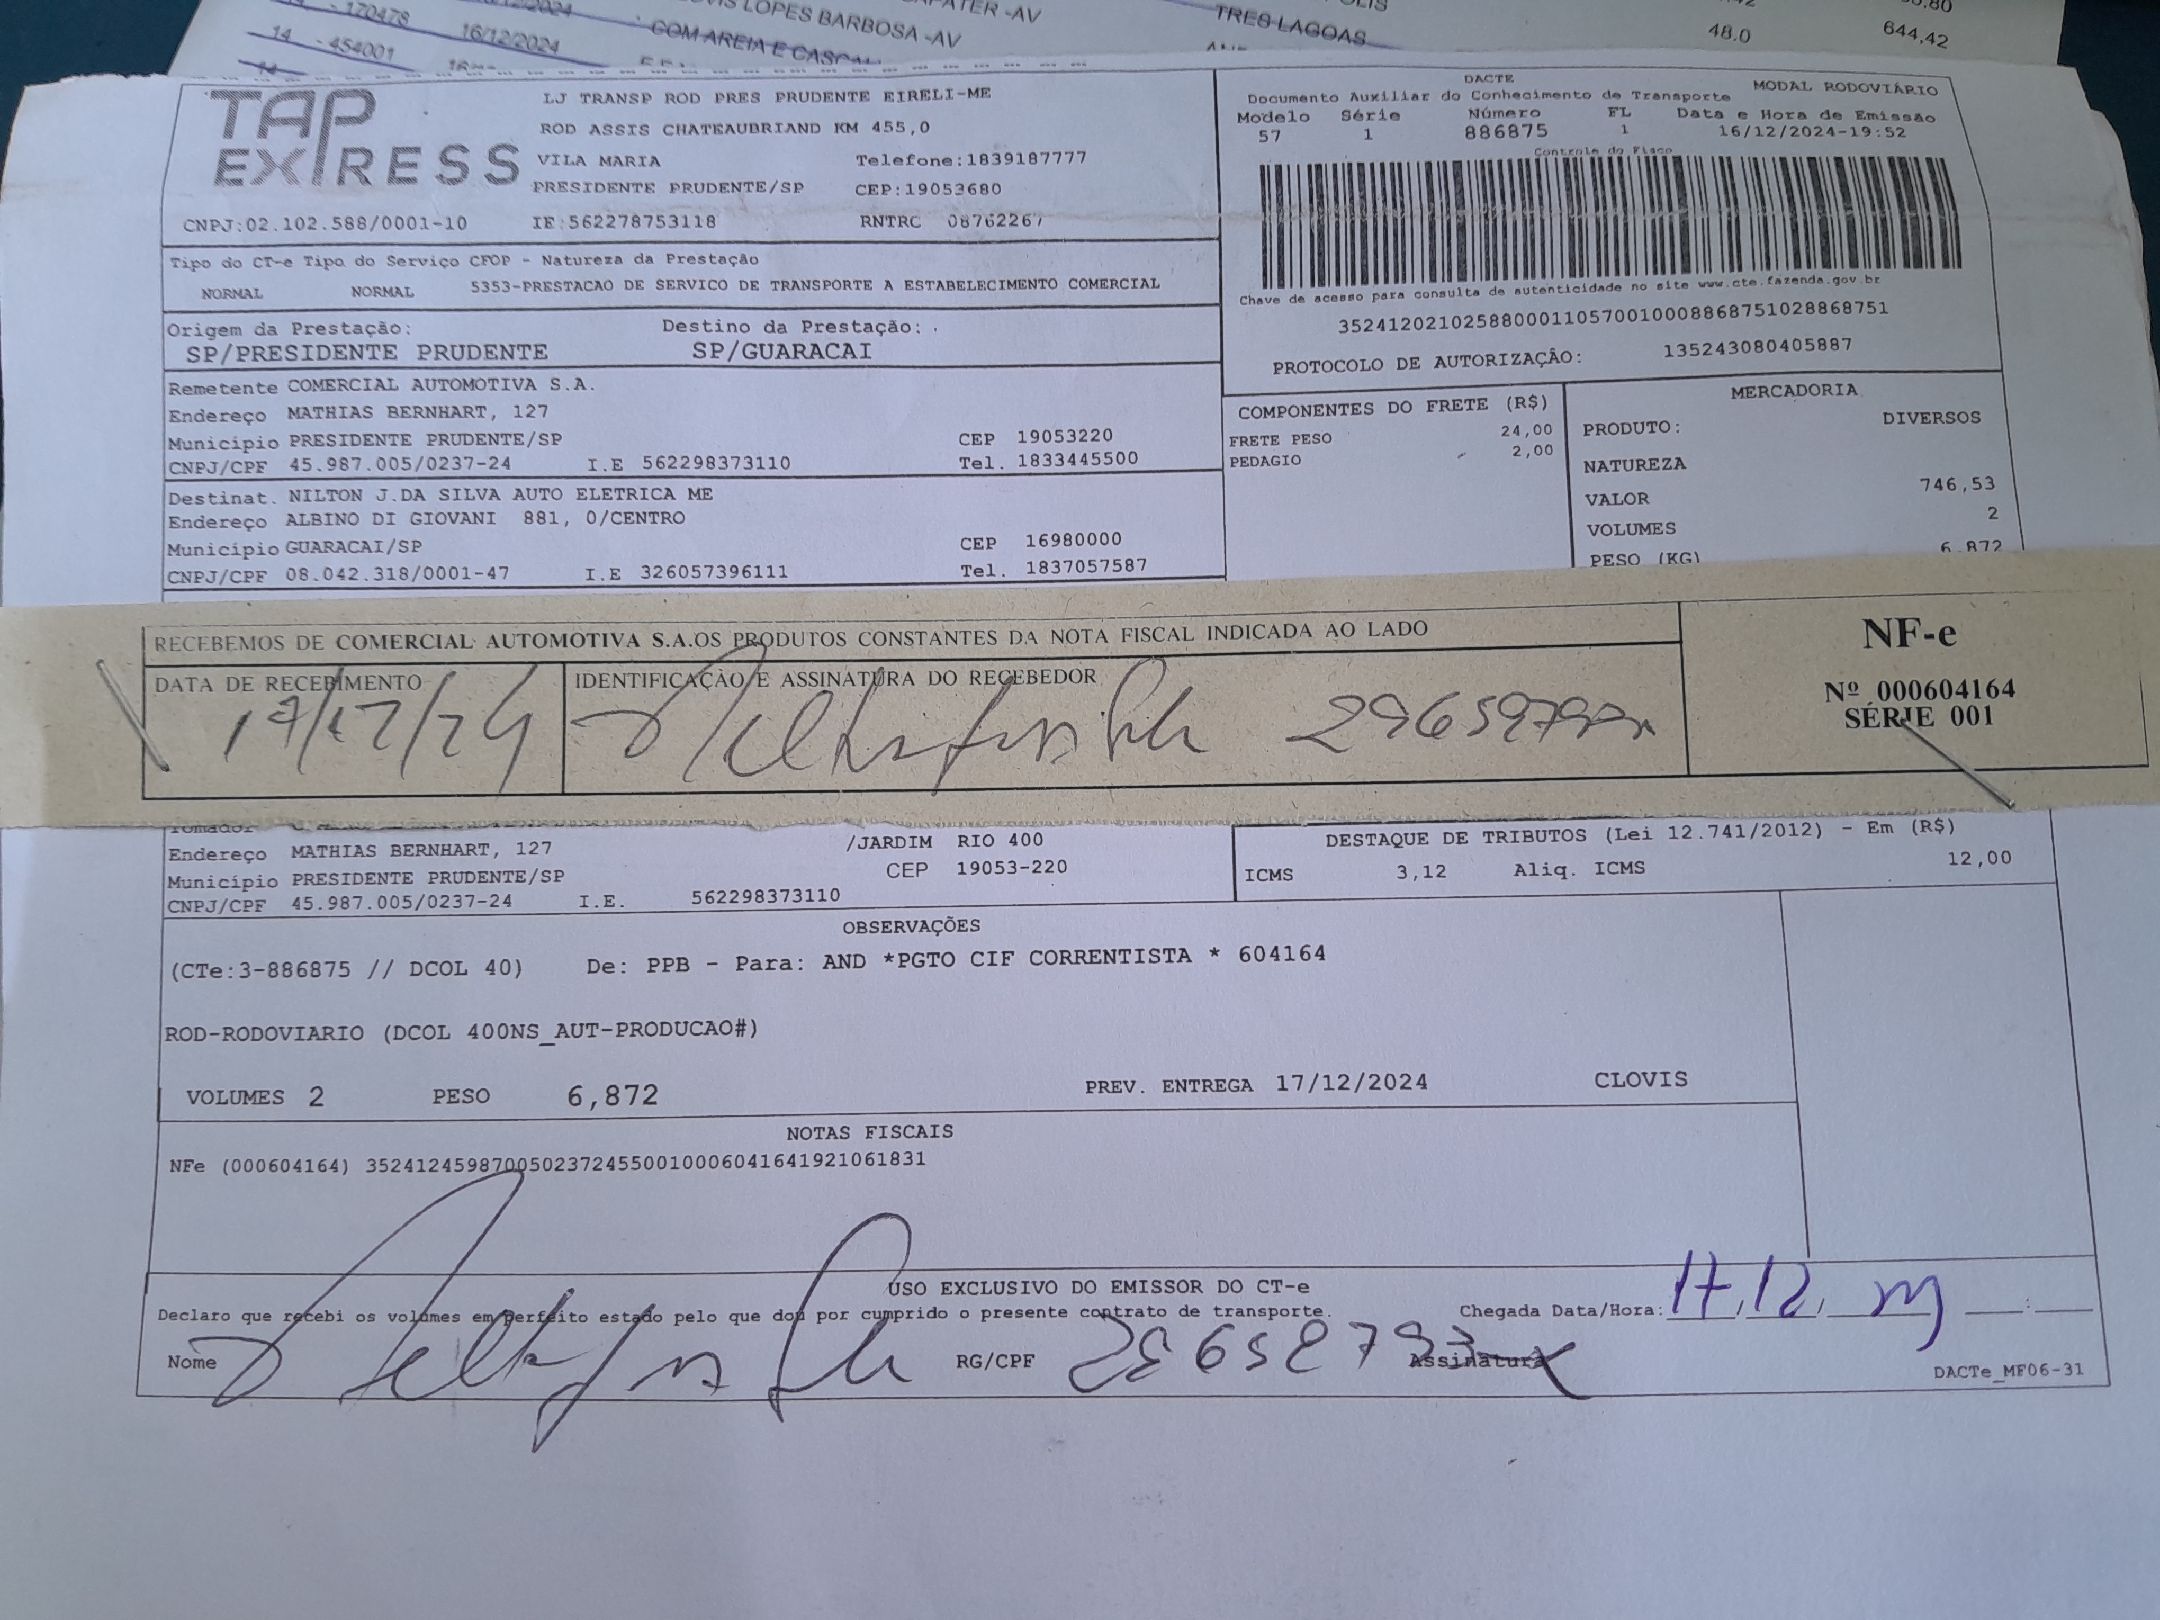 - 170478 16/12/2024 LOPES BARBOSA -AV TRES LAGOAS 48.0 644,42
14 - 454001 16/12/2024 COM AREIA E CASCAL
TAP EXPRESS
LJ TRANSP ROD PRES PRUDENTE EIRELI-ME
ROD ASSIS CHATEAUBRIAND KM 455,0
VILA MARIA Telefone:1839187777
PRESIDENTE PRUDENTE/SP CEP:19053680
CNPJ:02.102.588/0001-10 IE:562278753118 RNTRC 08762267
DACTE
Documento Auxiliar do Conhecimento de Transporte MODAL RODOVIÁRIO
Modelo Série Número FL Data e Hora de Emissão
57 1 886875 1 16/12/2024-19:52
Controle do Fisco
Chave de acesso para consulta de autenticidade no site www.cte.fazenda.gov.br
35241202102588000110570010008868751028868751
PROTOCOLO DE AUTORIZAÇÃO: 135243080405887
Tipo do CT-e Tipo do Serviço CFOP - Natureza da Prestação
NORMAL NORMAL 5353-PRESTACAO DE SERVICO DE TRANSPORTE A ESTABELECIMENTO COMERCIAL
Origem da Prestação: Destino da Prestação:
SP/PRESIDENTE PRUDENTE SP/GUARACAI
Remetente COMERCIAL AUTOMOTIVA S.A.
Endereço MATHIAS BERNHART, 127
Município PRESIDENTE PRUDENTE/SP CEP 19053220
CNPJ/CPF 45.987.005/0237-24 I.E 562298373110 Tel. 1833445500
Destinat. NILTON J.DA SILVA AUTO ELETRICA ME
Endereço ALBINO DI GIOVANI 881, 0/CENTRO
Município GUARACAI/SP CEP 16980000
CNPJ/CPF 08.042.318/0001-47 I.E 326057396111 Tel. 1837057587
COMPONENTES DO FRETE (R$)
FRETE PESO 24,00
PEDAGIO 2,00
MERCADORIA
PRODUTO: DIVERSOS
NATUREZA
VALOR 746,53
VOLUMES 2
PESO (KG) 6,872
RECEBEMOS DE COMERCIAL AUTOMOTIVA S.A.OS PRODUTOS CONSTANTES DA NOTA FISCAL INDICADA AO LADO
DATA DE RECEBIMENTO IDENTIFICAÇÃO E ASSINATURA DO RECEBEDOR
17/12/24
NF-e
Nº 000604164
SÉRIE 001
Tomador
Endereço MATHIAS BERNHART, 127 /JARDIM RIO 400
Município PRESIDENTE PRUDENTE/SP CEP 19053-220
CNPJ/CPF 45.987.005/0237-24 I.E. 562298373110
DESTAQUE DE TRIBUTOS (Lei 12.741/2012) - Em (R$)
ICMS 3,12 Aliq. ICMS 12,00
OBSERVAÇÕES
(CTe:3-886875 // DCOL 40) De: PPB - Para: AND *PGTO CIF CORRENTISTA * 604164
ROD-RODOVIARIO (DCOL 400NS_AUT-PRODUCAO#)
VOLUMES 2 PESO 6,872 PREV. ENTREGA 17/12/2024 CLOVIS
NOTAS FISCAIS
NFe (000604164) 35241245987005023724550010006041641921061831
USO EXCLUSIVO DO EMISSOR DO CT-e
Declaro que recebi os volumes em perfeito estado pelo que dou por cumprido o presente contrato de transporte. Chegada Data/Hora: 17/12/
Nome RG/CPF Assinatura
DACTe_MF06-31